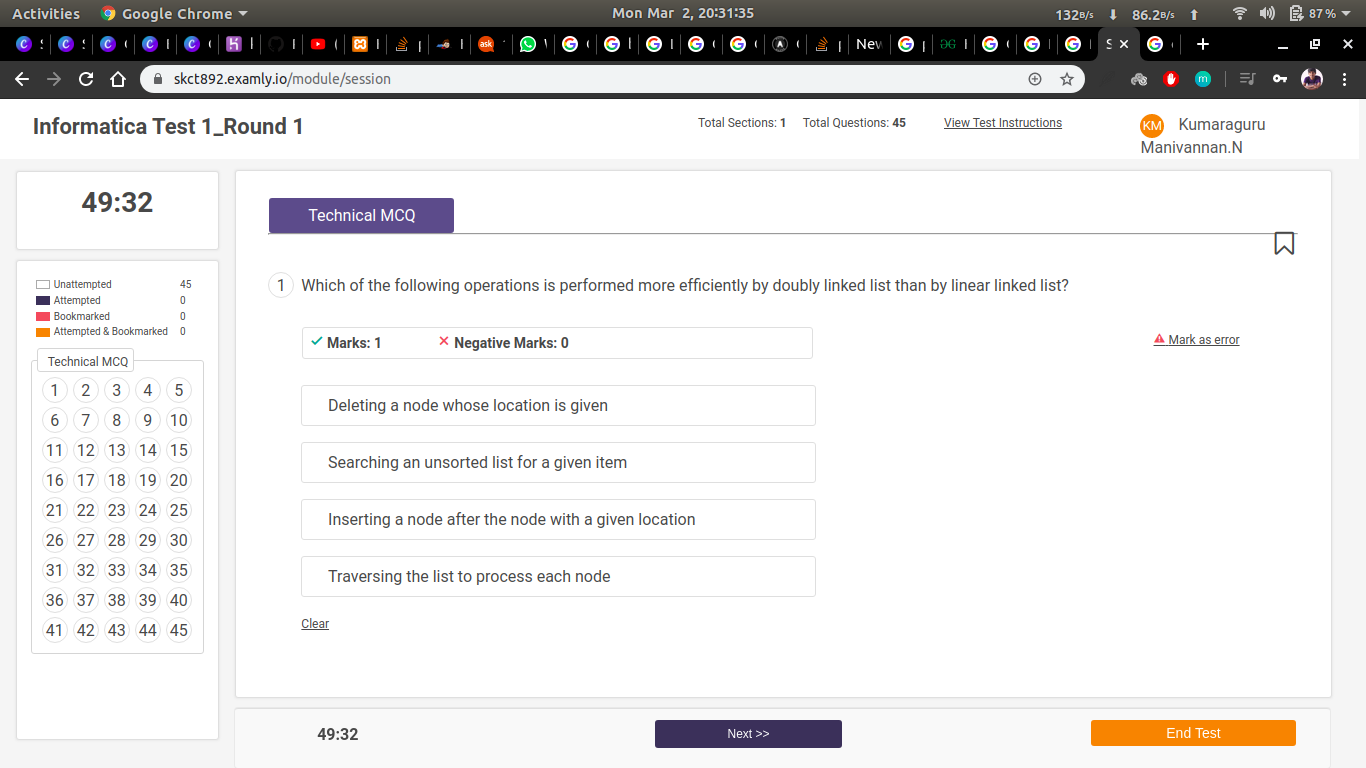 Activities Google Chrome Mon Mar 2, 20:31:35 132B/s 86.2B/s 87%
ask New
skct892.examly.io/module/session
Informatica Test 1_Round 1
Total Sections: 1 Total Questions: 45 View Test Instructions
KM Kumaraguru
Manivannan.N
49:32
Unattempted 45
Attempted 0
Bookmarked 0
Attempted & Bookmarked 0
Technical MCQ
1 2 3 4 5
6 7 8 9 10
11 12 13 14 15
16 17 18 19 20
21 22 23 24 25
26 27 28 29 30
31 32 33 34 35
36 37 38 39 40
41 42 43 44 45
Technical MCQ
1 Which of the following operations is performed more efficiently by doubly linked list than by linear linked list?
Marks: 1 Negative Marks: 0
Mark as error
Deleting a node whose location is given
Searching an unsorted list for a given item
Inserting a node after the node with a given location
Traversing the list to process each node
Clear
49:32 Next >> End Test